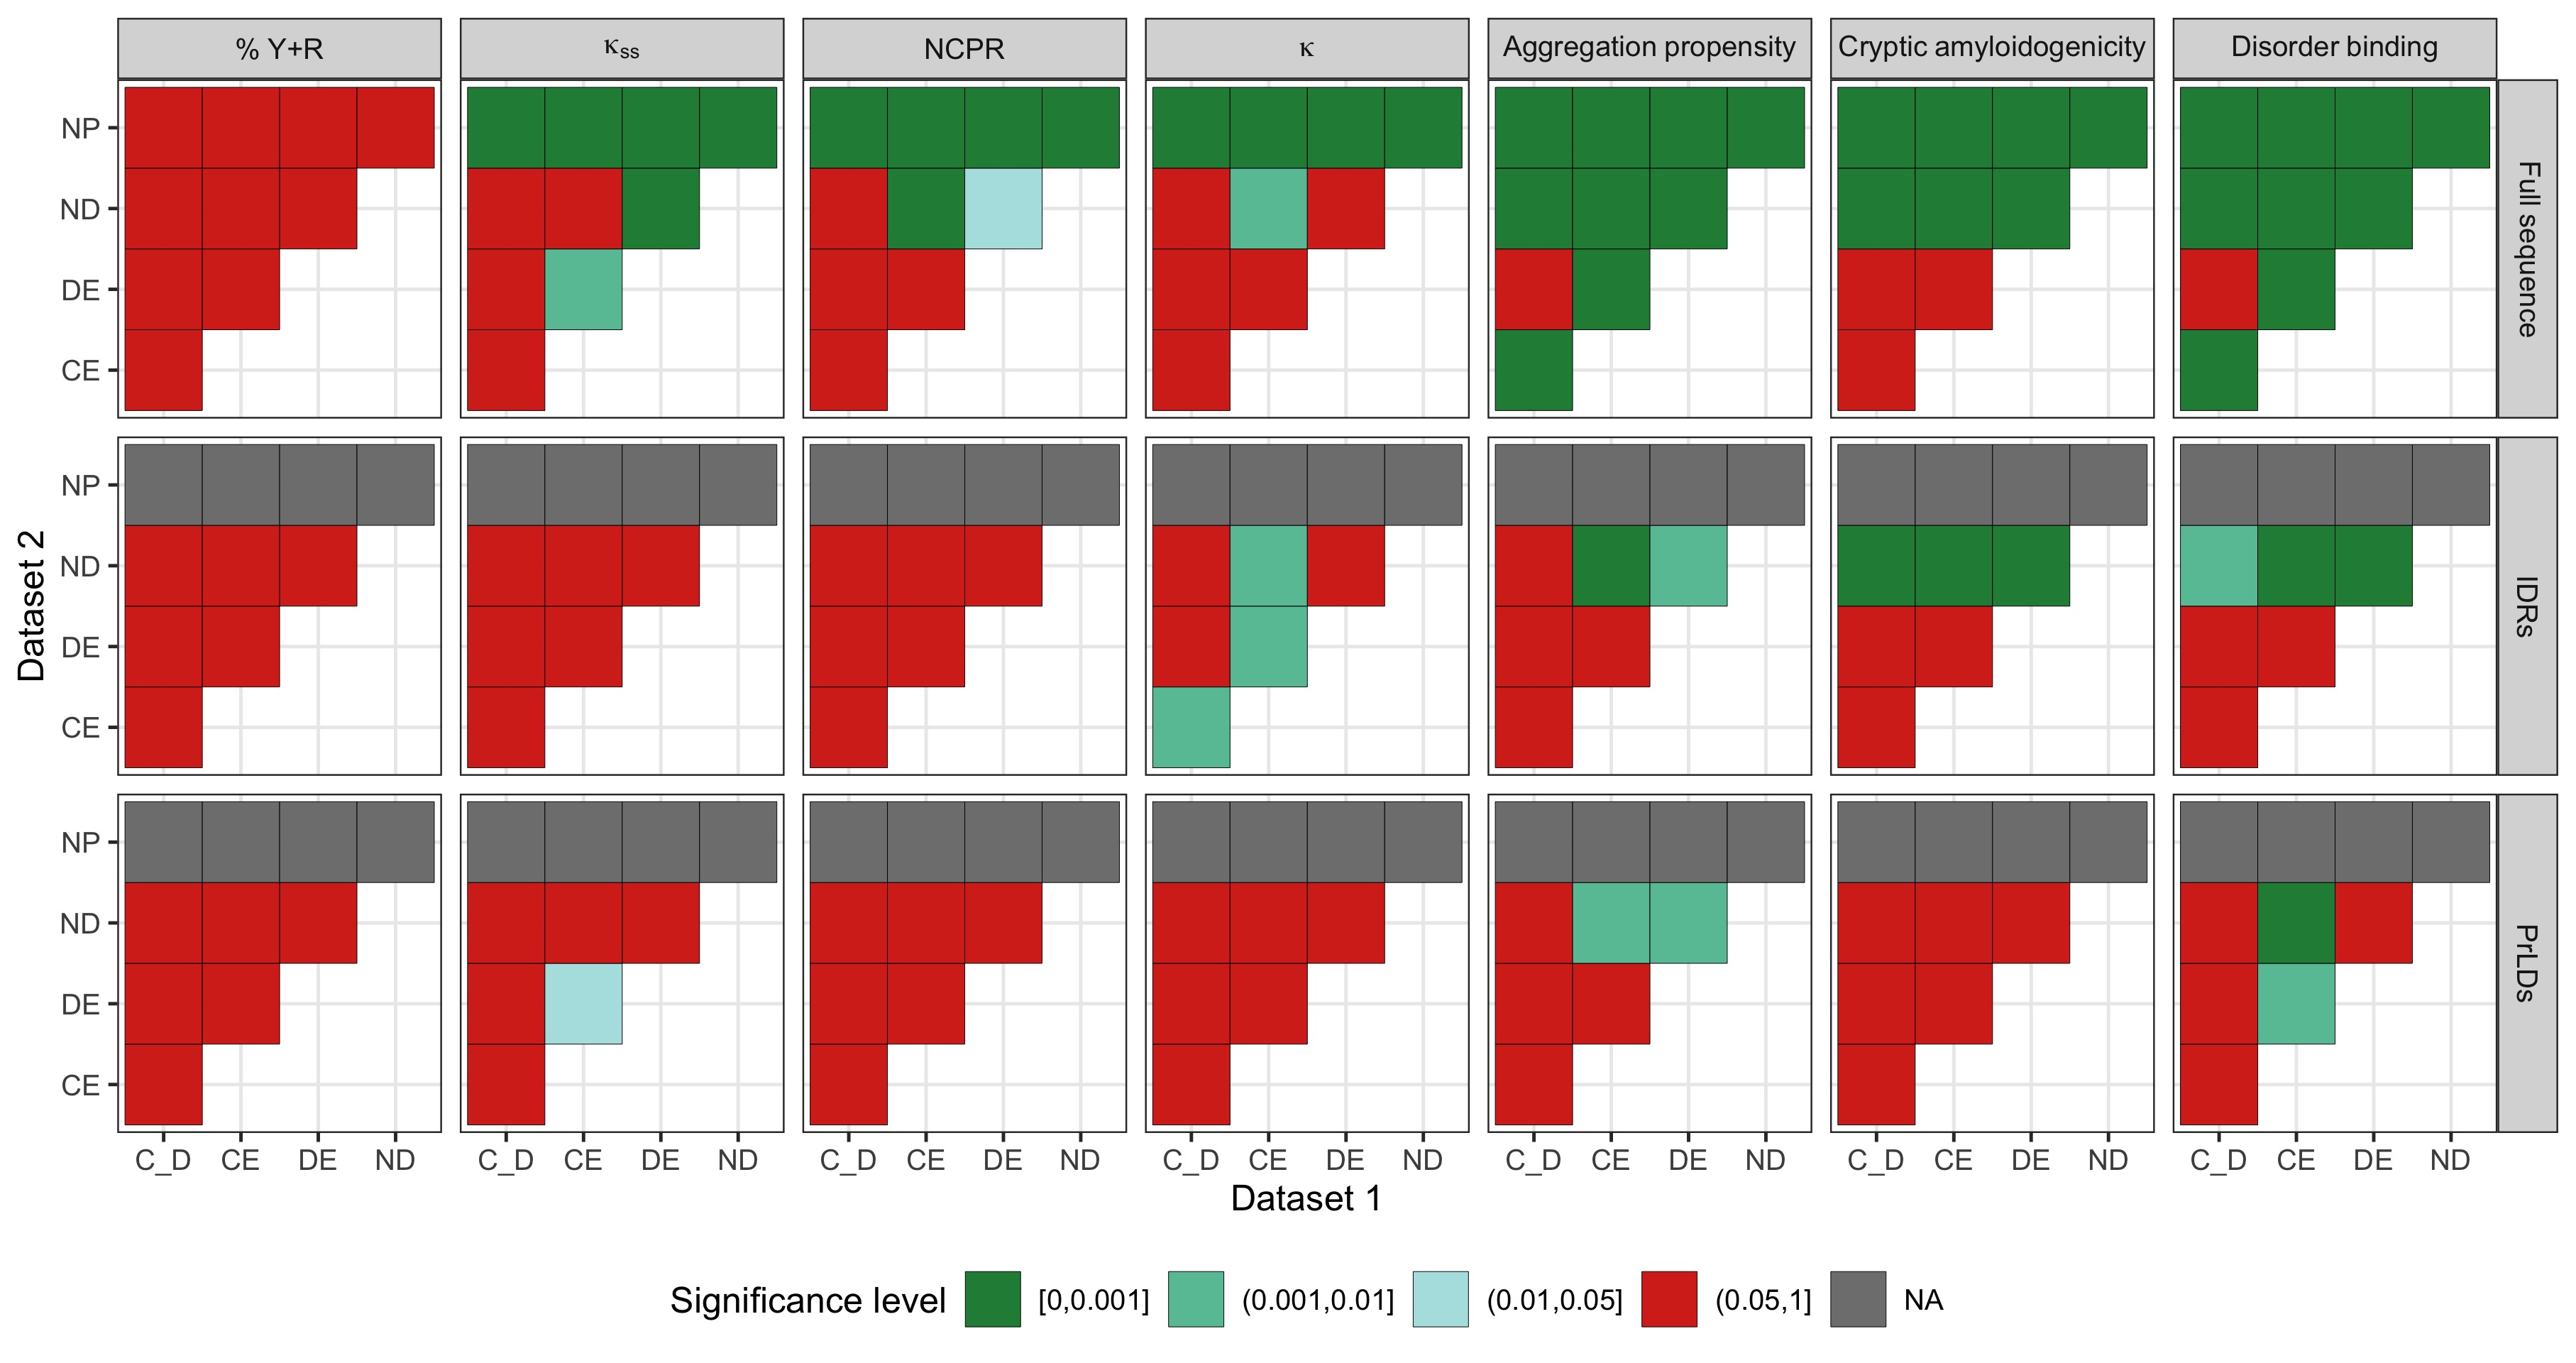 % Y+R κss NCPR κ Aggregation propensity Cryptic amyloidogenicity Disorder binding
NP
ND
DE
CE
Full sequence
Dataset 2
NP
ND
DE
CE
IDRs
NP
ND
DE
CE
PrLDs
C_D CE DE ND C_D CE DE ND C_D CE DE ND C_D CE DE ND C_D CE DE ND C_D CE DE ND C_D CE DE ND
Dataset 1
Significance level [0,0.001] (0.001,0.01] (0.01,0.05] (0.05,1] NA